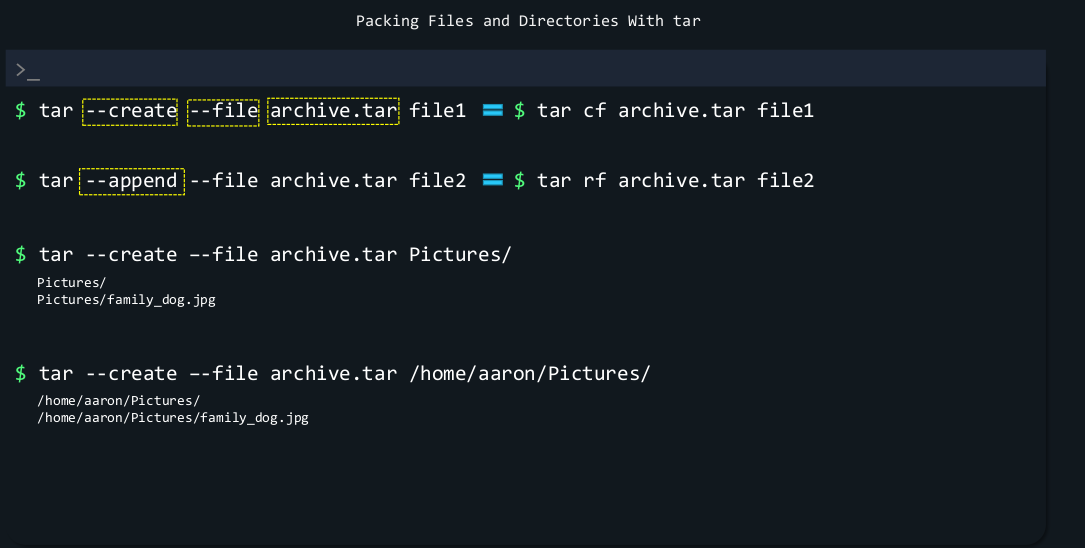 Packing Files and Directories With tar
>_
$ tar --create --file archive.tar file1 = $ tar cf archive.tar file1
$ tar --append --file archive.tar file2 = $ tar rf archive.tar file2
$ tar --create –-file archive.tar Pictures/
Pictures/
Pictures/family_dog.jpg
$ tar --create –-file archive.tar /home/aaron/Pictures/
/home/aaron/Pictures/
/home/aaron/Pictures/family_dog.jpg